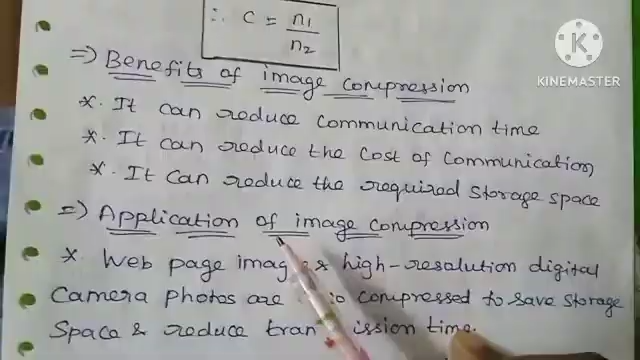 ∴ C = n₁/n₂
K
KINEMASTER
=> Benefits of image compression
*. It can reduce communication time
*. It can reduce the cost of communication,
*. It can reduce the required storage space
=> Application of image compression
*. Web page images high-resolution digital
Camera photos are compressed to save storage
Space & reduce time.